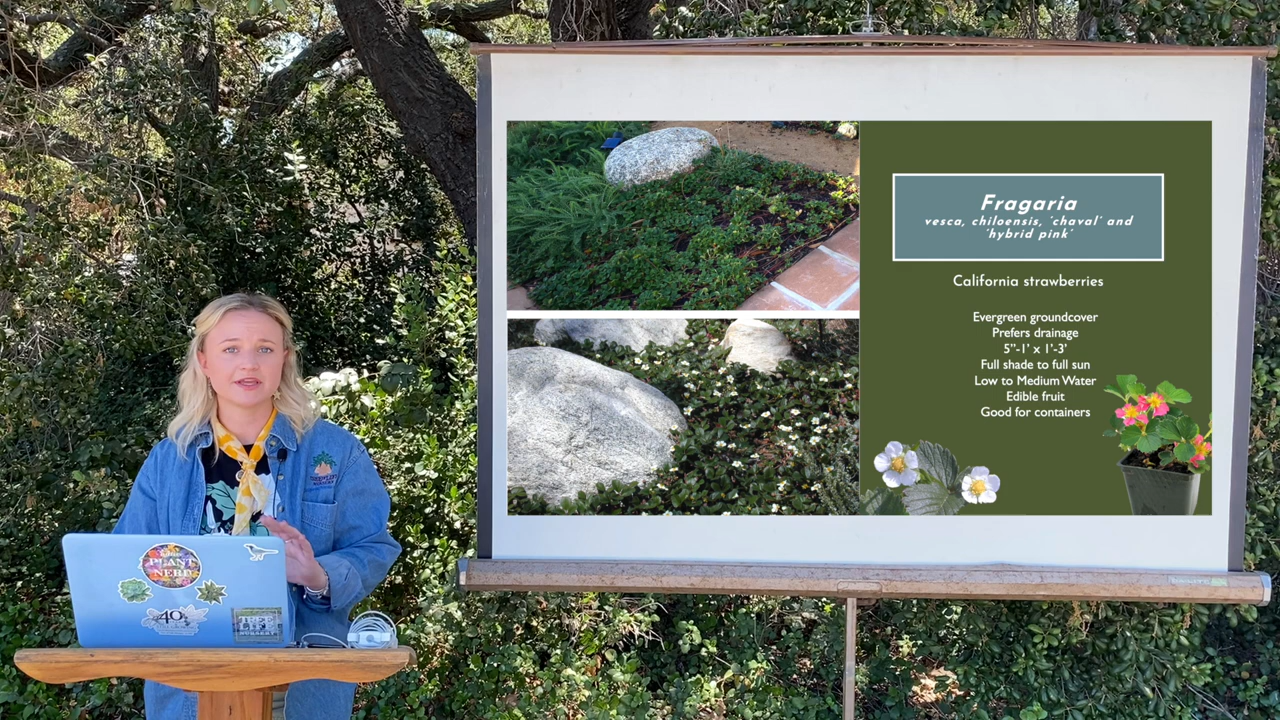 Fragaria
vesca, chiloensis, 'chaval' and
'hybrid pink'
California strawberries
Evergreen groundcover
Prefers drainage
5"-1' x 1'-3'
Full shade to full sun
Low to Medium Water
Edible fruit
Good for containers
PLANT
NERD
40
TREE OF
LIFE
NURSERY